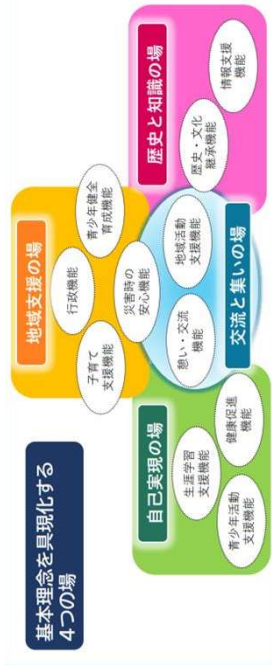 基本理念を具現化する
4つの場
地域支援の場
行政機能
青少年健全
育成機能
子育て
支援機能
災害時の
安心機能
自己実現の場
生涯学習
支援機能
青少年活動
支援機能
健康促進
機能
交流と集いの場
憩い・交流
機能
地域活動
支援機能
歴史と知識の場
歴史・文化
継承機能
情報支援
機能